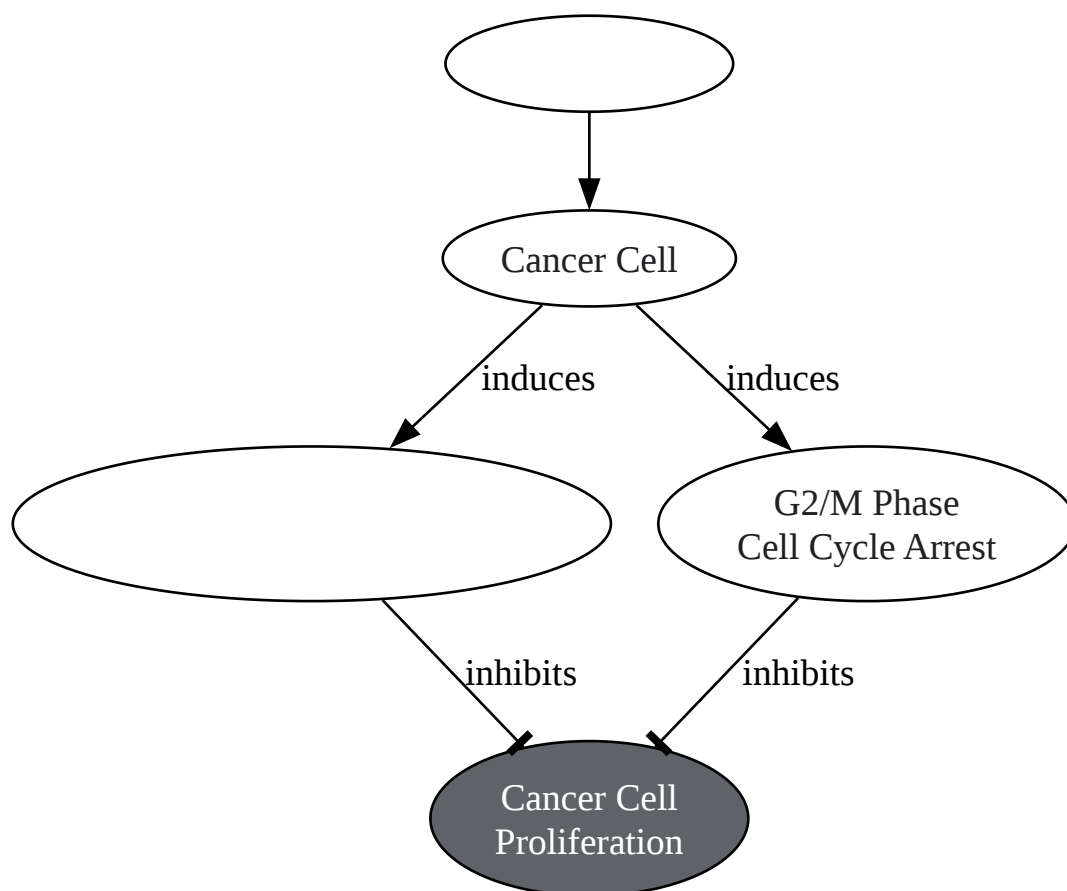 Cancer Cell
induces
induces
G2/M Phase
Cell Cycle Arrest
inhibits
inhibits
Cancer Cell
Proliferation